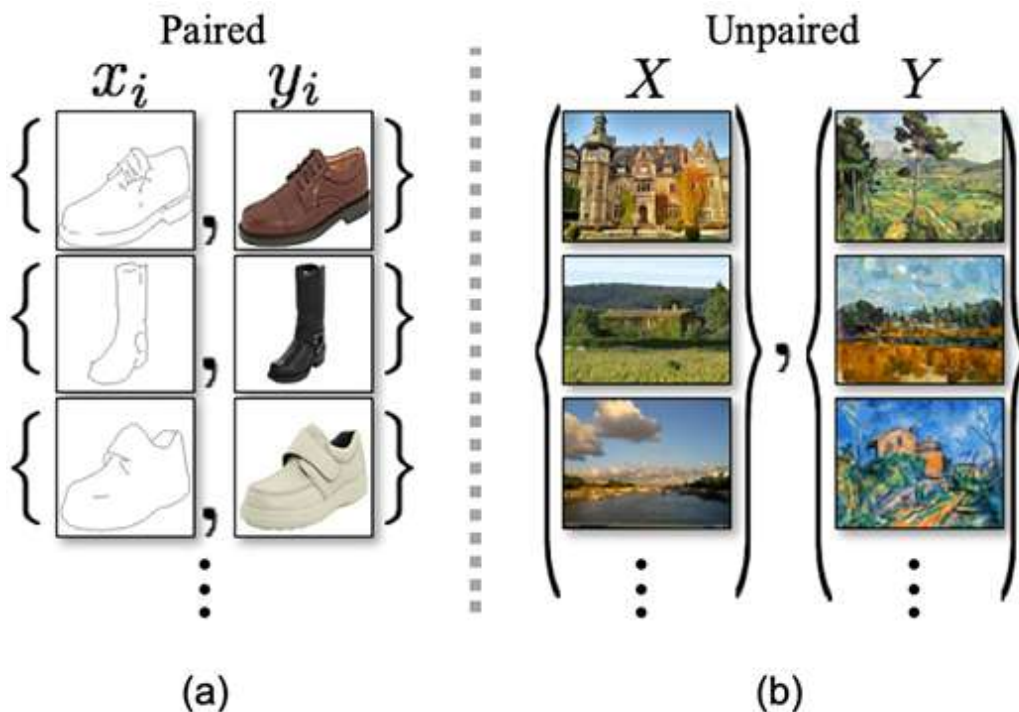 Paired
Unpaired
x_i y_i
X Y
{ , }
{ , }
{ , }
⋮
{ } , { }
⋮ ⋮
(a)
(b)